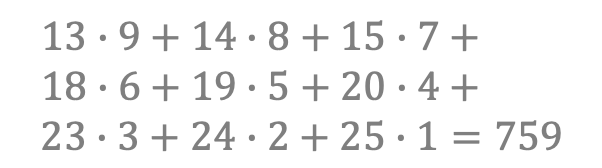 13 · 9 + 14 · 8 + 15 · 7 +
18 · 6 + 19 · 5 + 20 · 4 +
23 · 3 + 24 · 2 + 25 · 1 = 759